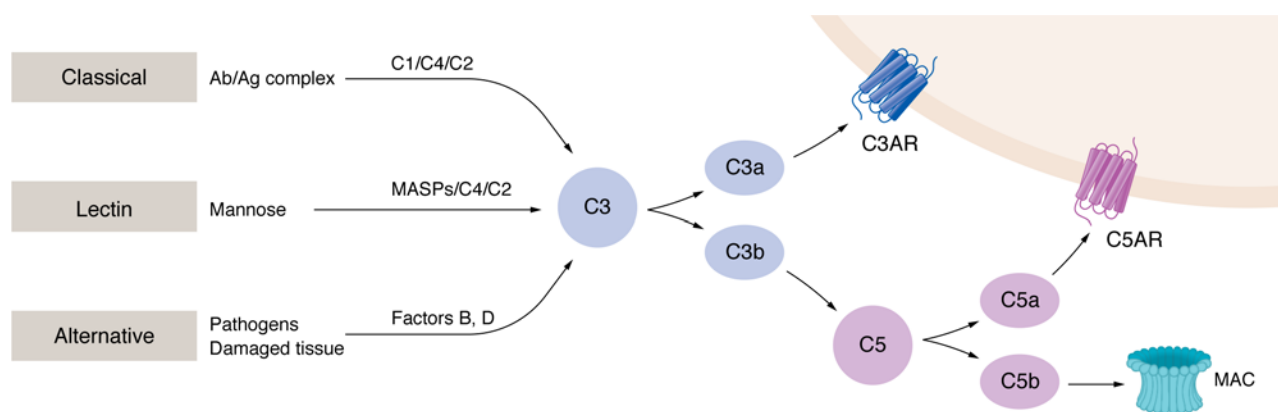 Classical
Ab/Ag complex
C1/C4/C2
Lectin
Mannose
MASPs/C4/C2
Alternative
Pathogens
Damaged tissue
Factors B, D
C3
C3a
C3b
C3AR
C5
C5a
C5b
C5AR
MAC